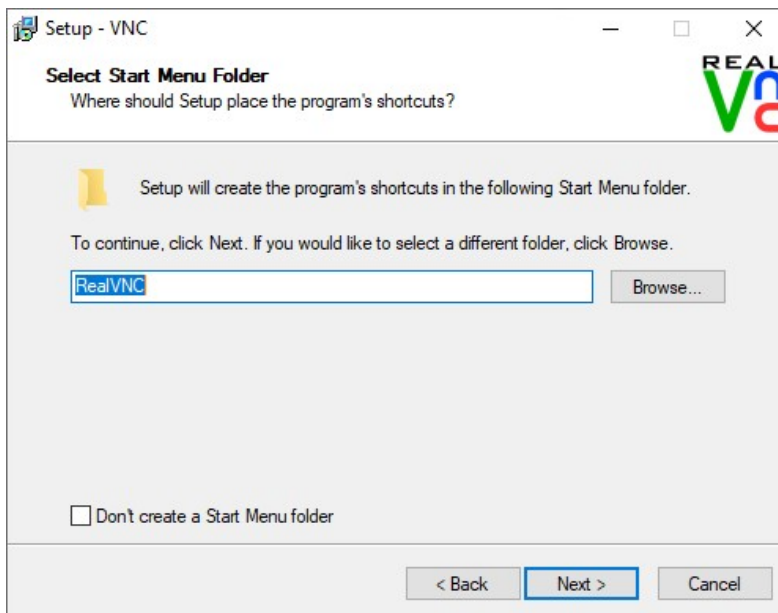 Setup - VNC
Select Start Menu Folder
Where should Setup place the program's shortcuts?
REAL
VNC
Setup will create the program's shortcuts in the following Start Menu folder.
To continue, click Next. If you would like to select a different folder, click Browse.
RealVNC
Browse...
Don't create a Start Menu folder
< Back
Next >
Cancel